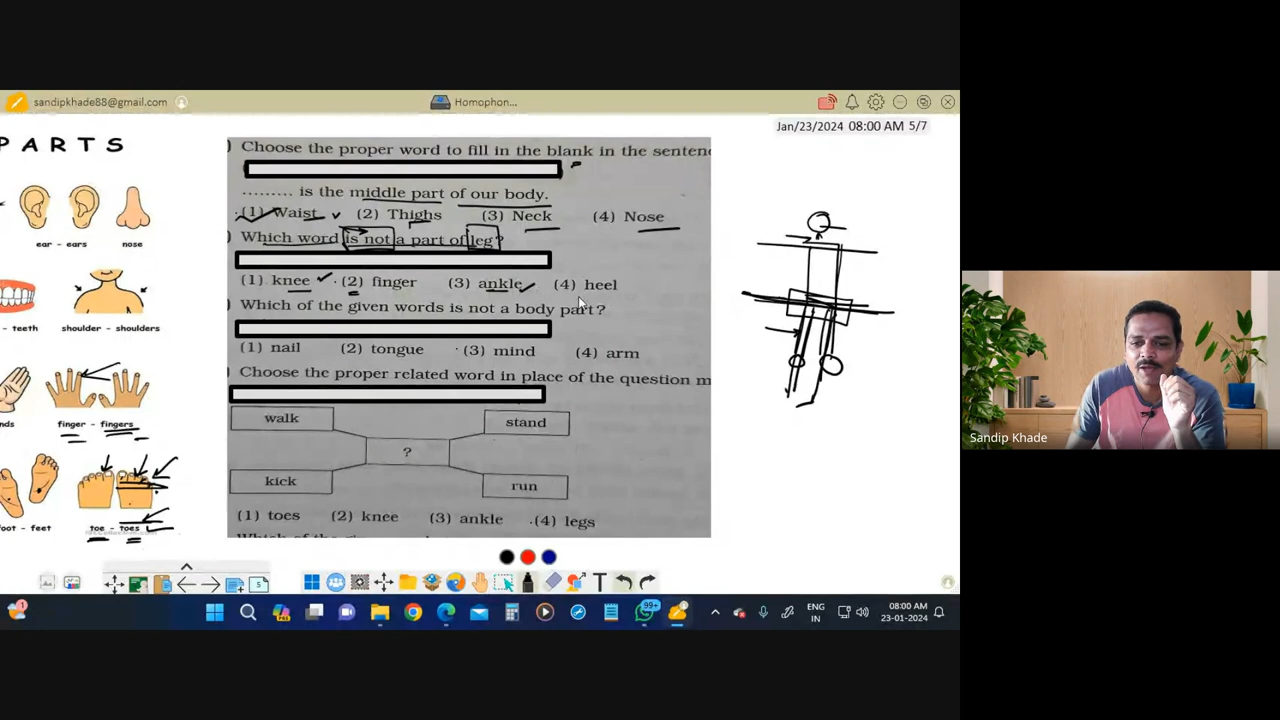 sandipkhade88@gmail.com
Homophon...
Jan/23/2024 08:00 AM 5/7
PARTS
ear - ears
nose
- teeth
shoulder - shoulders
nds
finger - fingers
foot - feet
toe - toes
) Choose the proper word to fill in the blank in the sentenc
......... is the middle part of our body.
(1) Waist (2) Thighs (3) Neck (4) Nose
) Which word is not a part of leg?
(1) knee (2) finger (3) ankle (4) heel
) Which of the given words is not a body part?
(1) nail (2) tongue (3) mind (4) arm
) Choose the proper related word in place of the question m
walk
stand
?
kick
run
(1) toes (2) knee (3) ankle (4) legs
Sandip Khade
5
T
1
99+
ENG
IN
08:00 AM
23-01-2024